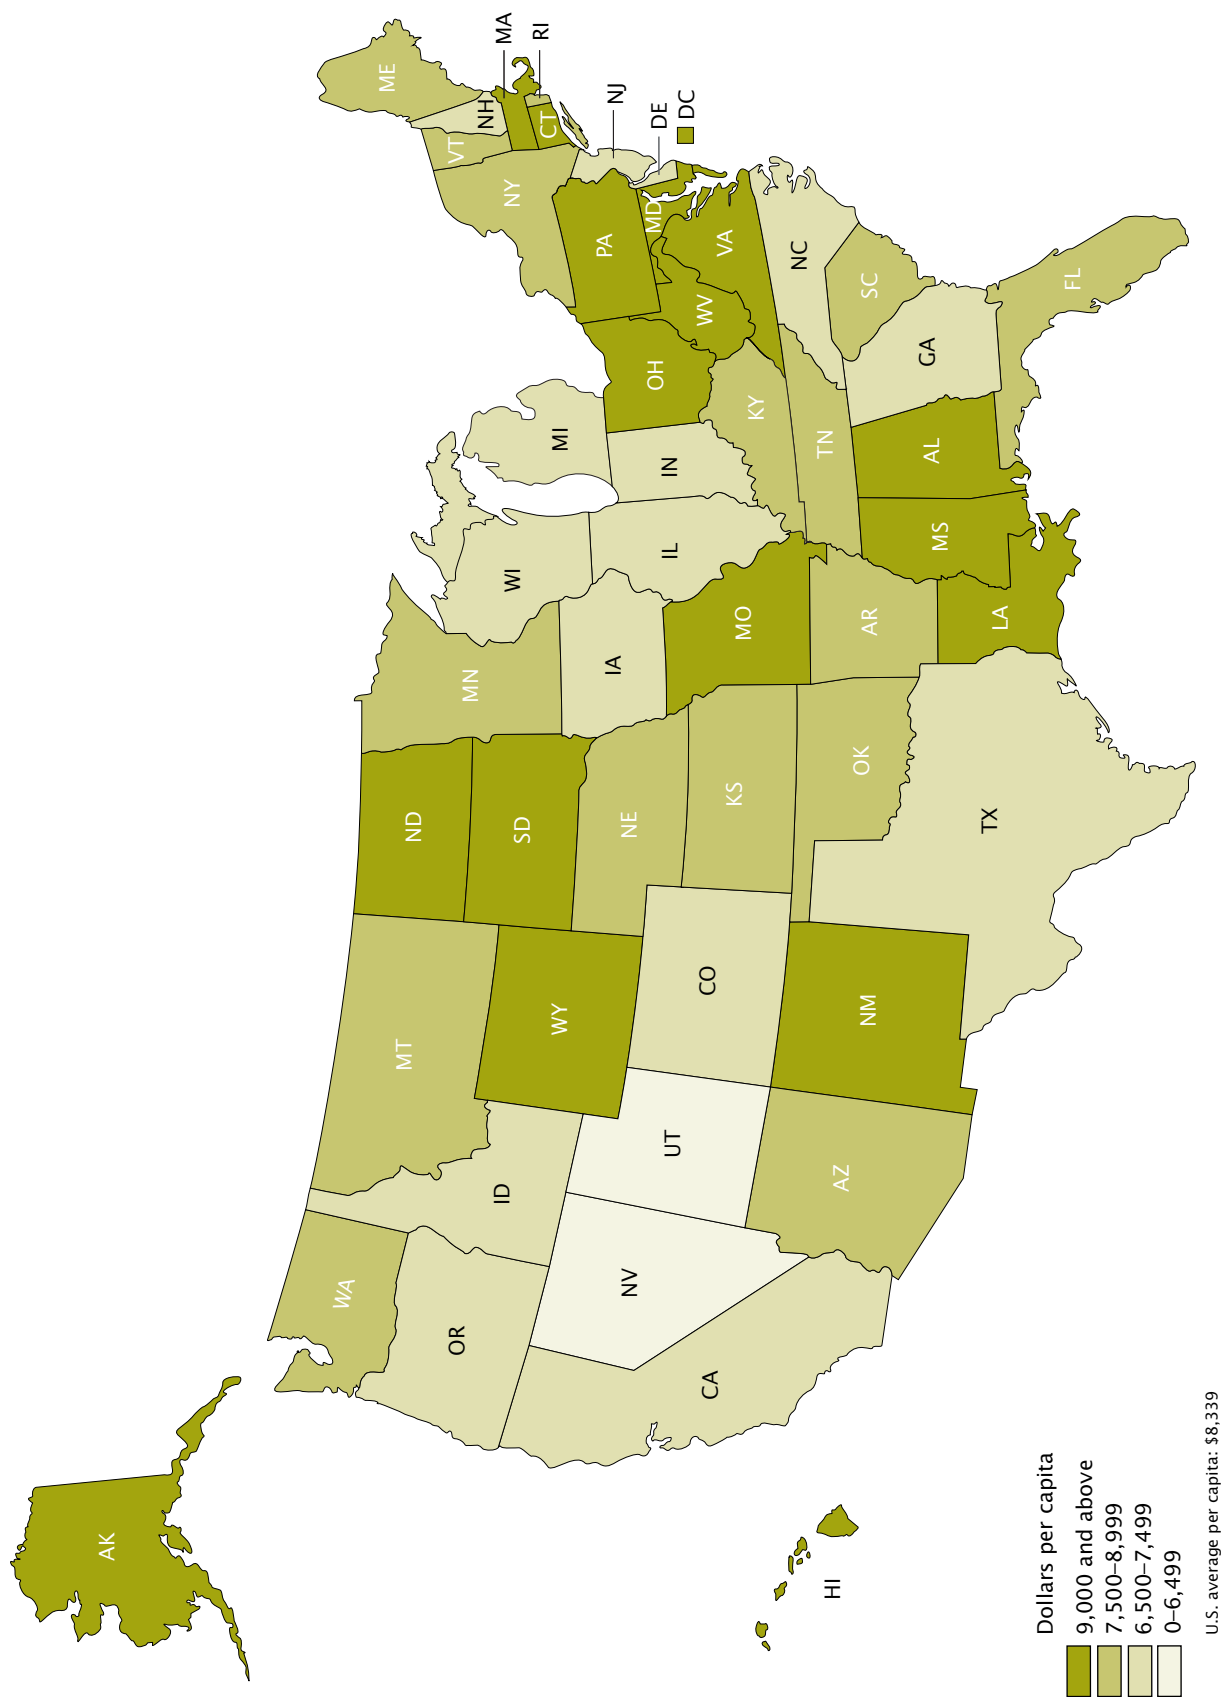 AK
HI
WA
OR
CA
NV
ID
MT
WY
UT
AZ
CO
NM
ND
SD
NE
KS
OK
TX
MN
IA
MO
AR
LA
WI
IL
MS
MI
IN
KY
TN
AL
OH
WV
GA
FL
SC
NC
VA
PA
MD
NY
VT
NH
ME
MA
RI
CT
NJ
DE
DC
Dollars per capita
9,000 and above
7,500–8,999
6,500–7,499
0–6,499
U.S. average per capita: $8,339